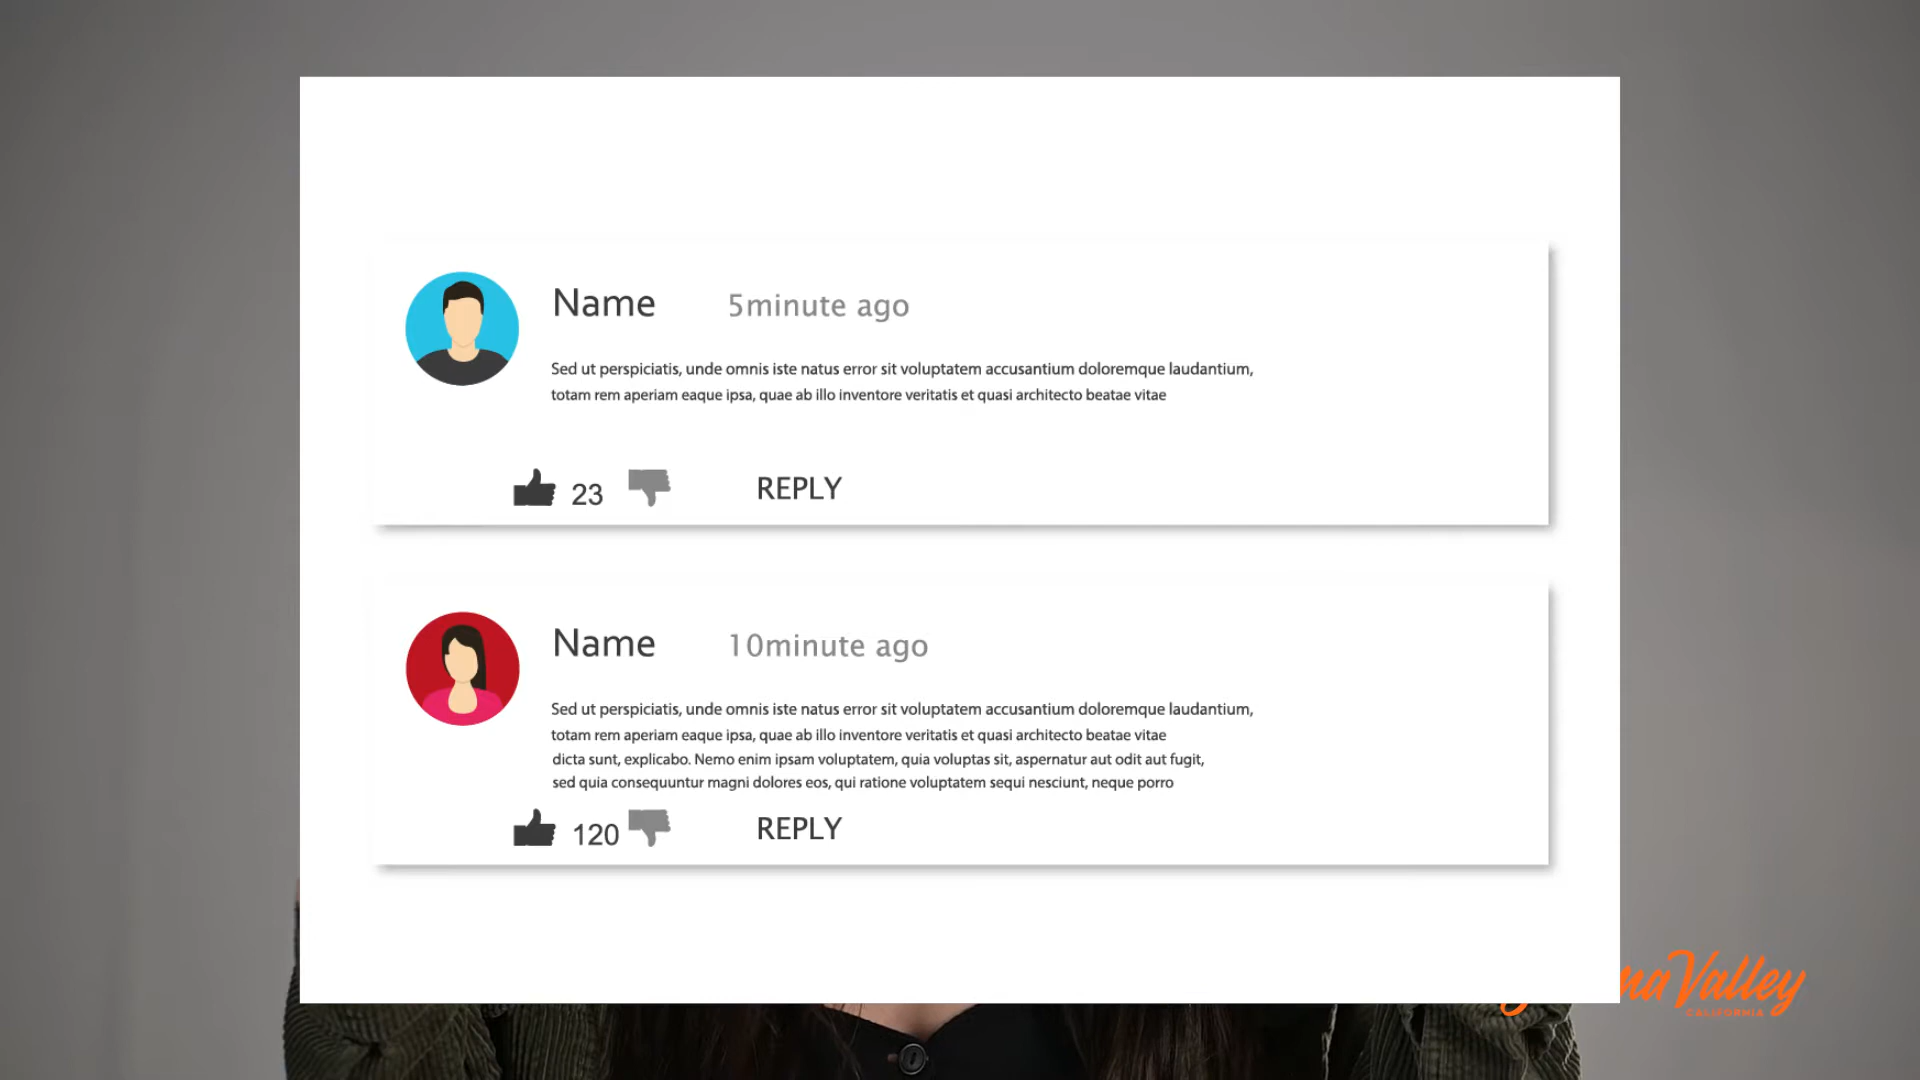 Name 5minute ago
Sed ut perspiciatis, unde omnis iste natus error sit voluptatem accusantium doloremque laudantium,
totam rem aperiam eaque ipsa, quae ab illo inventore veritatis et quasi architecto beatae vitae
23 REPLY
Name 10minute ago
Sed ut perspiciatis, unde omnis iste natus error sit voluptatem accusantium doloremque laudantium,
totam rem aperiam eaque ipsa, quae ab illo inventore veritatis et quasi architecto beatae vitae
dicta sunt, explicabo. Nemo enim ipsam voluptatem, quia voluptas sit, aspernatur aut odit aut fugit,
sed quia consequuntur magni dolores eos, qui ratione voluptatem sequi nesciunt, neque porro
120 REPLY
Valley
CALIFORNIA